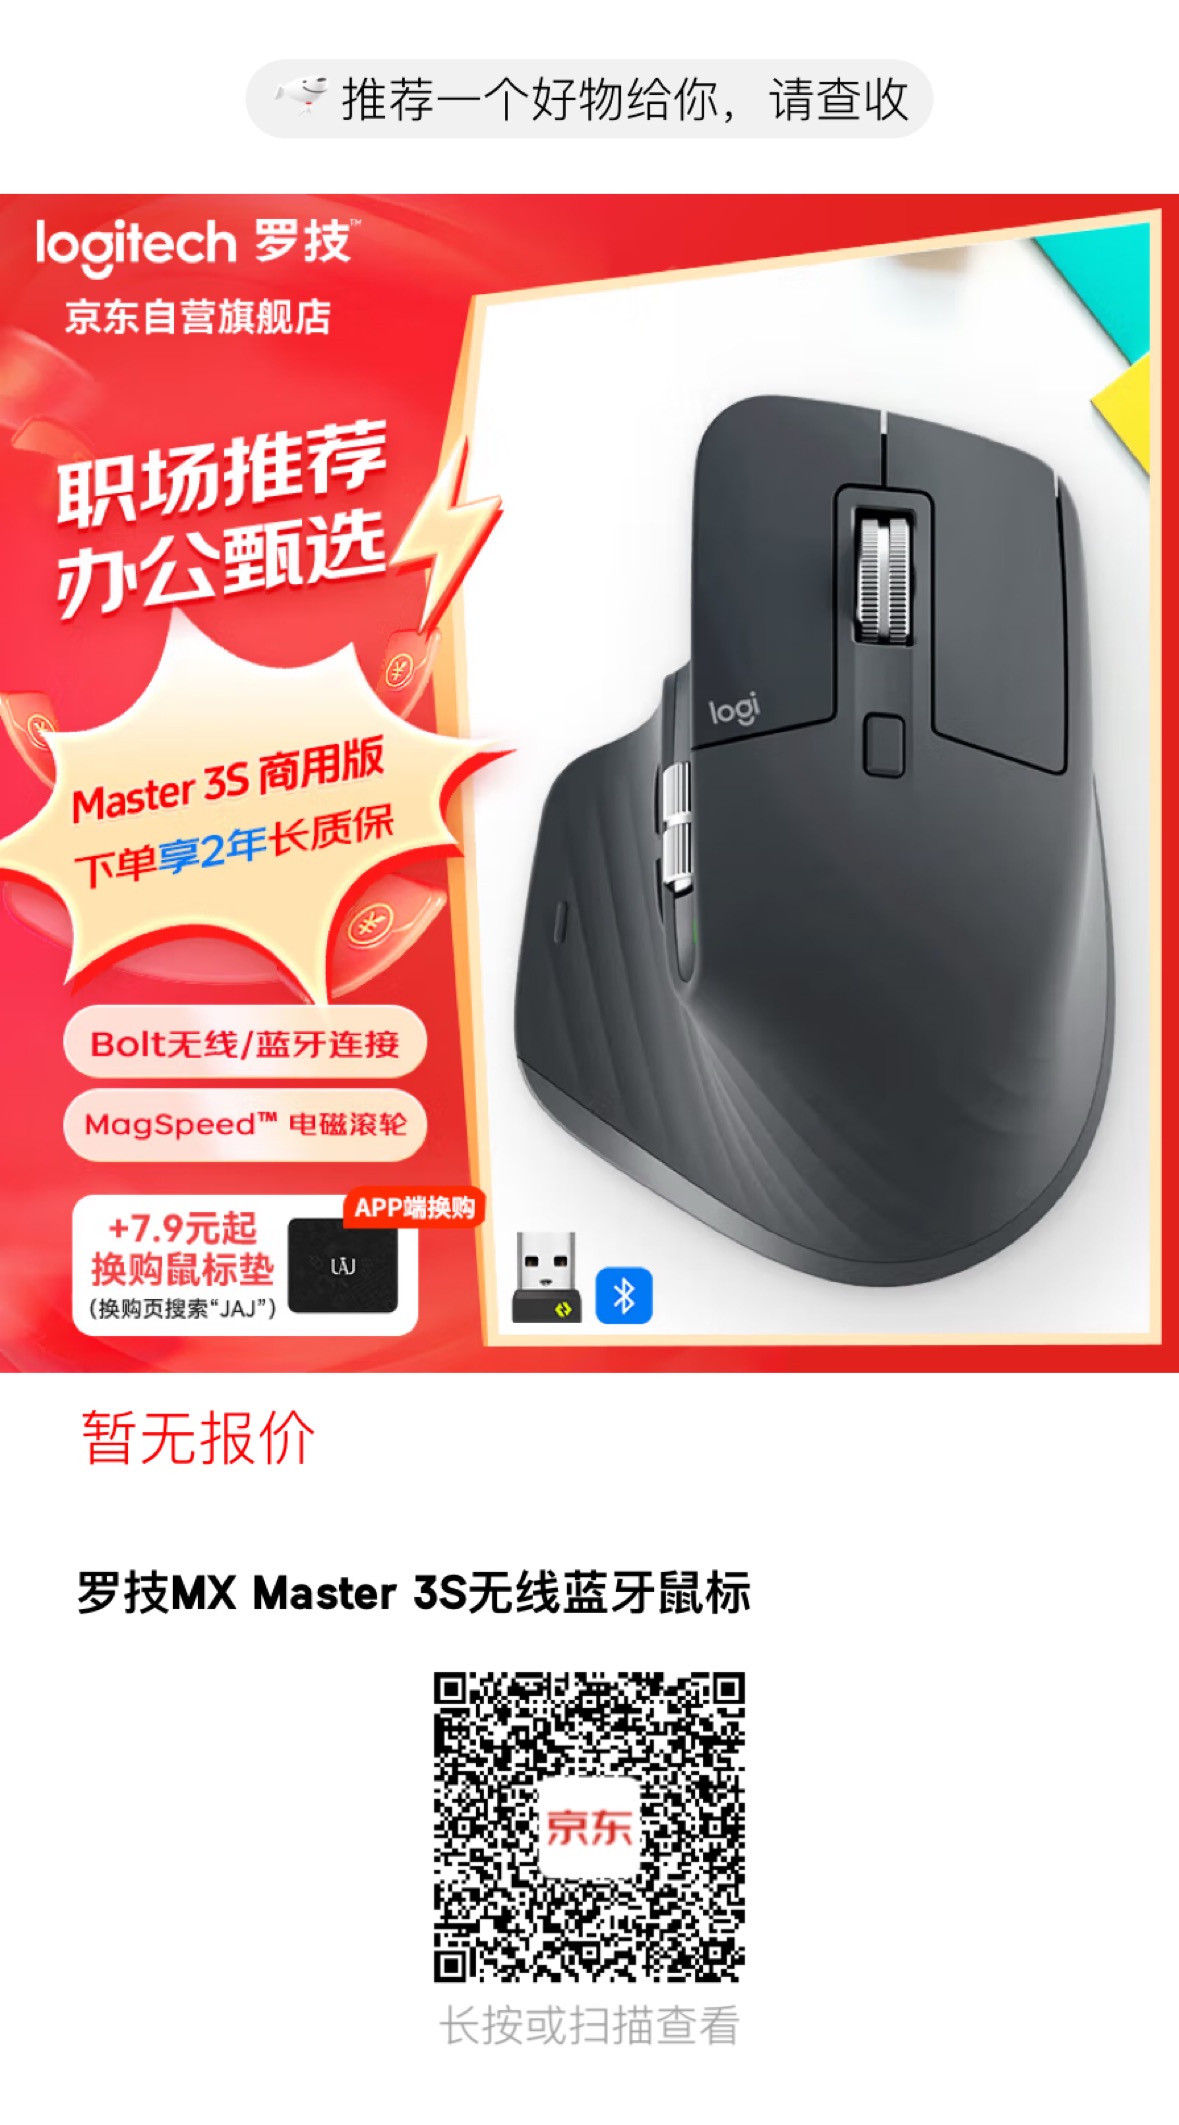 推荐一个好物给你，请查收
logitech 罗技™
京东自营旗舰店
职场推荐
办公甄选
logi
Master 3S 商用版
下单享2年长质保
Bolt无线/蓝牙连接
MagSpeed™ 电磁滚轮
APP端换购
+7.9元起
换购鼠标垫
(换购页搜索“JAJ”)
JAJ
暂无报价
罗技MX Master 3S无线蓝牙鼠标
京东
长按或扫描查看